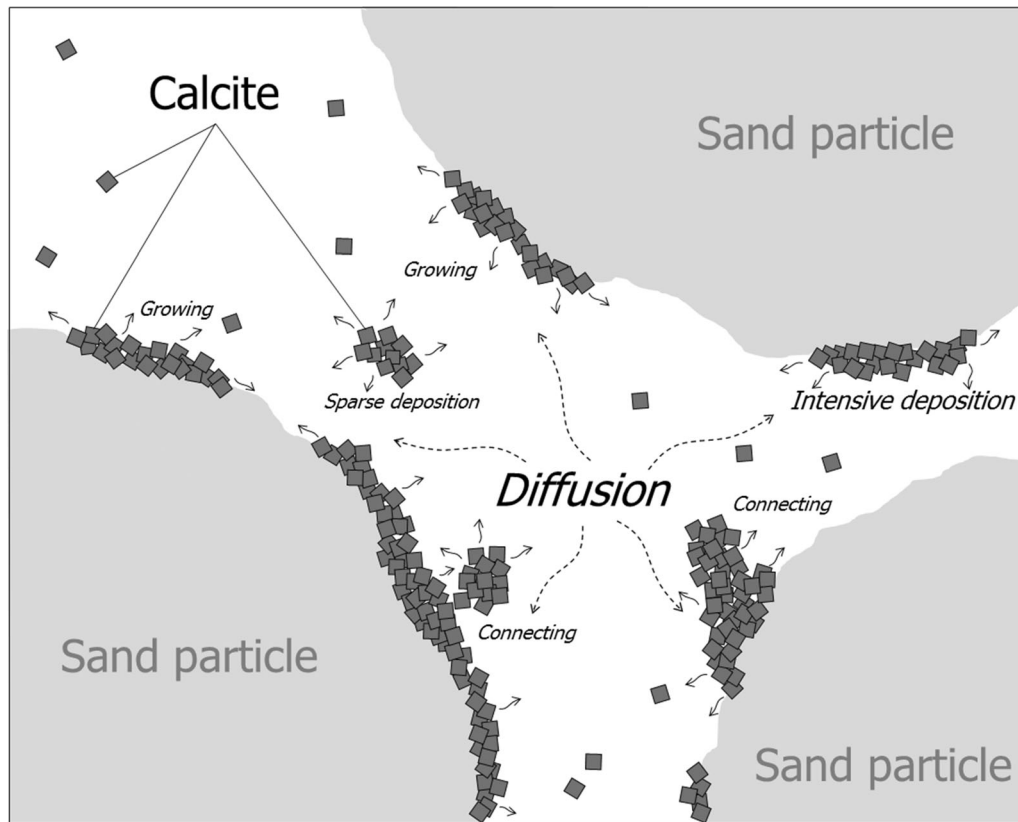 Calcite
Sand particle
Growing
Growing
Sparse deposition
Intensive deposition
Diffusion
Connecting
Connecting
Sand particle
Sand particle